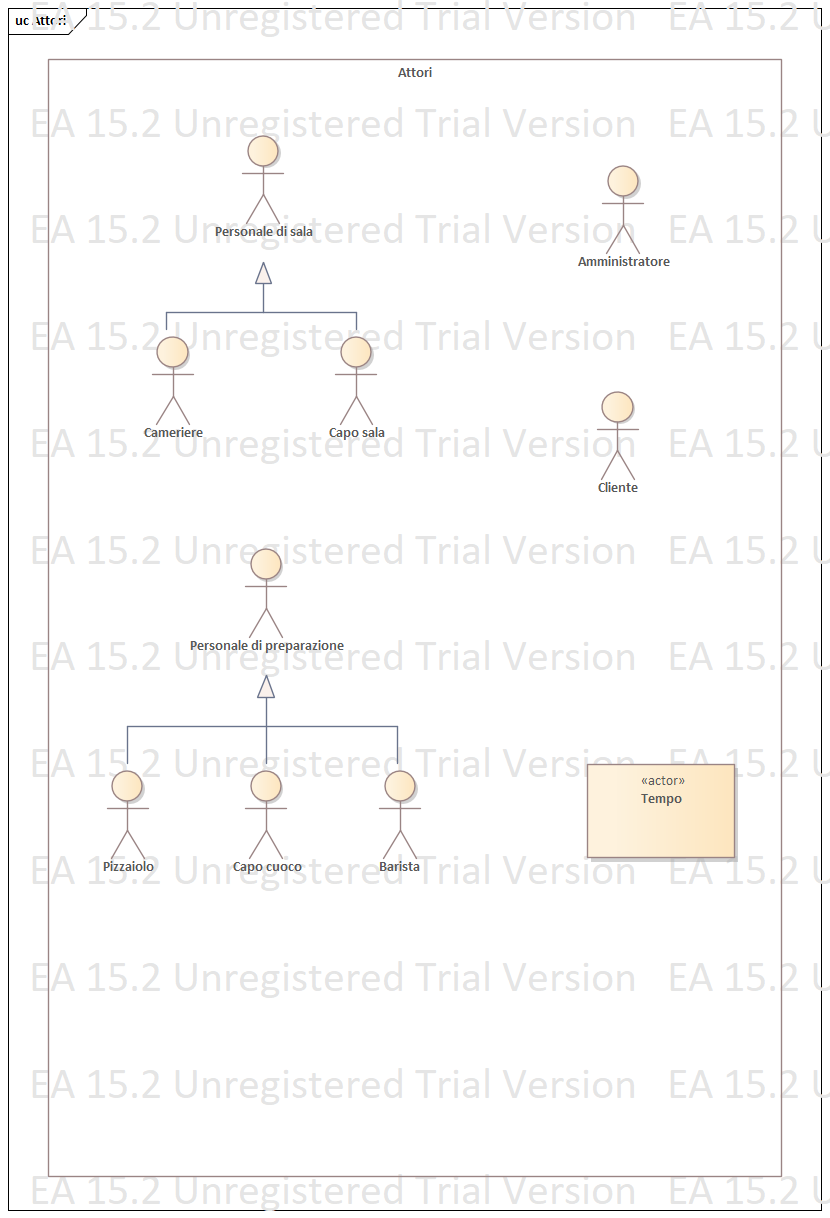 uc Attori
EA 15.2 Unregistered Trial Version EA 15.2 U
Attori
EA 15.2 Unregistered Trial Version EA 15.2 U
EA 15.2 Unregistered Trial Version EA 15.2 U
Personale di sala
Amministratore
EA 15.2 Unregistered Trial Version EA 15.2 U
Cameriere
Capo sala
EA 15.2 Unregistered Trial Version EA 15.2 U
Cliente
EA 15.2 Unregistered Trial Version EA 15.2 U
Personale di preparazione
EA 15.2 Unregistered Trial Version EA 15.2 U
EA 15.2 Unregistered Trial Version EA 15.2 U
«actor»
Tempo
Pizzaiolo
Capo cuoco
Barista
EA 15.2 Unregistered Trial Version EA 15.2 U
EA 15.2 Unregistered Trial Version EA 15.2 U
EA 15.2 Unregistered Trial Version EA 15.2 U
EA 15.2 Unregistered Trial Version EA 15.2 U